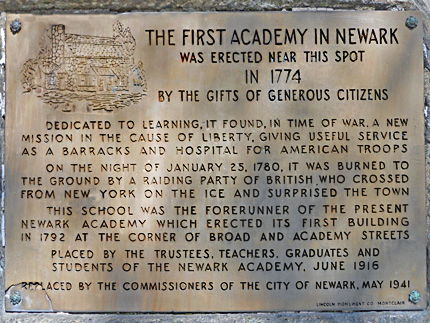 THE FIRST ACADEMY IN NEWARK
WAS ERECTED NEAR THIS SPOT
IN 1774
BY THE GIFTS OF GENEROUS CITIZENS
DEDICATED TO LEARNING, IT FOUND, IN TIME OF WAR, A NEW
MISSION IN THE CAUSE OF LIBERTY, GIVING USEFUL SERVICE
AS A BARRACKS AND HOSPITAL FOR AMERICAN TROOPS
ON THE NIGHT OF JANUARY 25, 1780, IT WAS BURNED TO
THE GROUND BY A RAIDING PARTY OF BRITISH WHO CROSSED
FROM NEW YORK ON THE ICE AND SURPRISED THE TOWN
THIS SCHOOL WAS THE FORERUNNER OF THE PRESENT
NEWARK ACADEMY WHICH ERECTED ITS FIRST BUILDING
IN 1792 AT THE CORNER OF BROAD AND ACADEMY STREETS
PLACED BY THE TRUSTEES, TEACHERS, GRADUATES AND
STUDENTS OF THE NEWARK ACADEMY, JUNE 1916
REPLACED BY THE COMMISSIONERS OF THE CITY OF NEWARK, MAY 1941
LINCOLN MONUMENT CO. MONTCLAIR